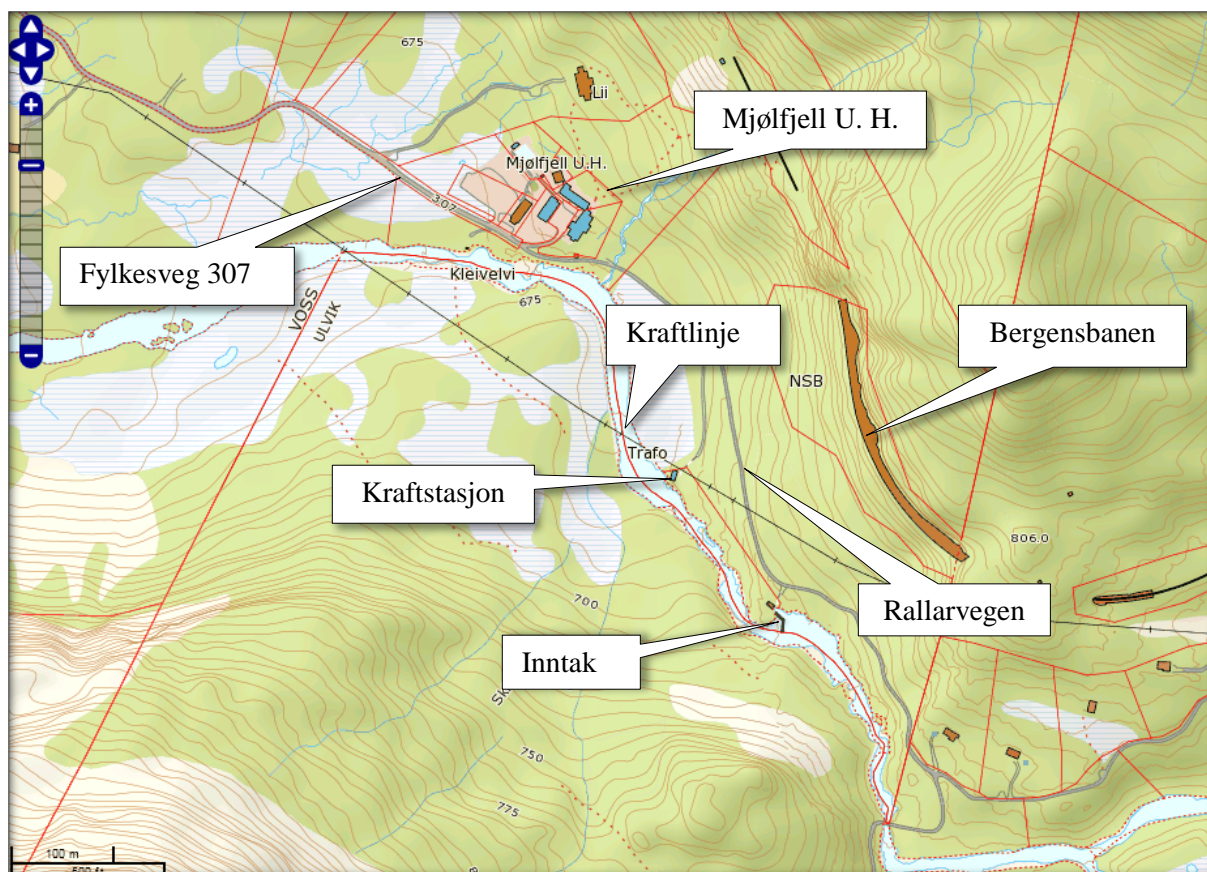 675
Lii
Mjølfjell U. H.
Mjølfjell U.H.
307
Fylkesveg 307
Kleivelvi
675
VOSS
ULVIK
Kraftlinje
Bergensbanen
NSB
Trafo
Kraftstasjon
806.0
700
Rallarvegen
Inntak
750
775
100 m